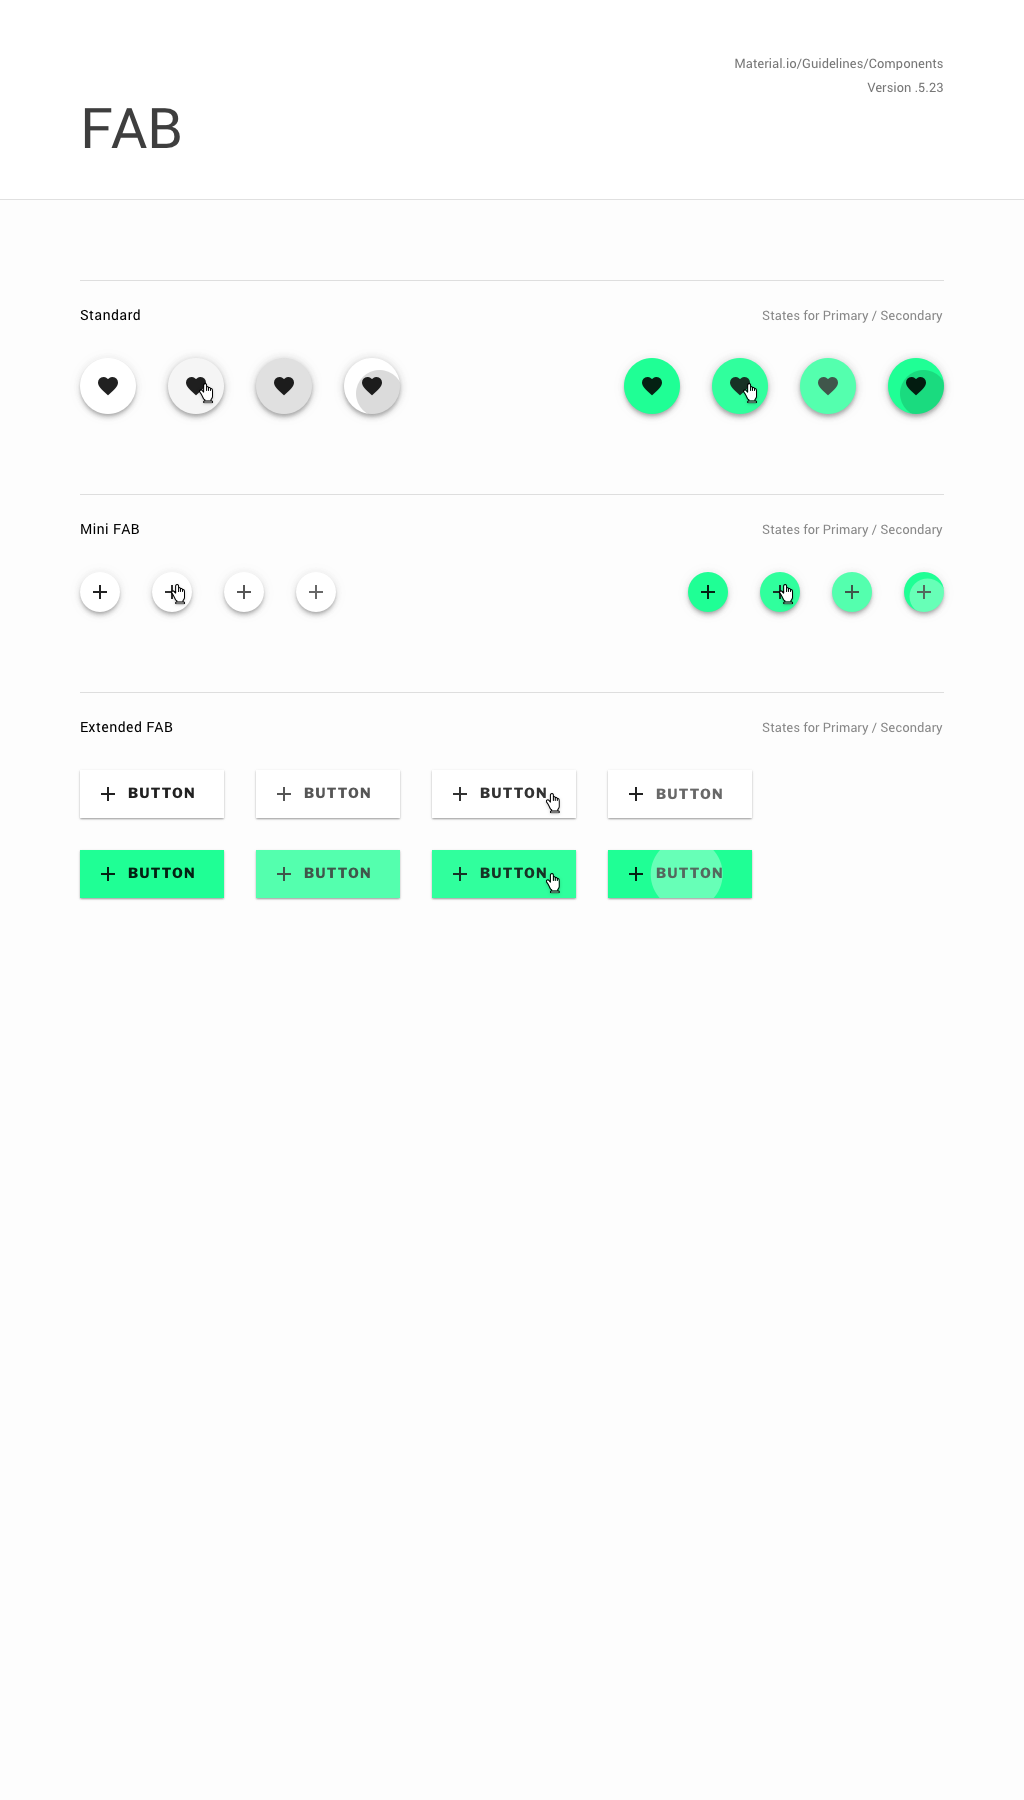 Material.io/Guidelines/Components
Version .5.23
FAB
Standard
States for Primary / Secondary
Mini FAB
States for Primary / Secondary
Extended FAB
States for Primary / Secondary
BUTTON BUTTON BUTTON BUTTON
BUTTON BUTTON BUTTON BUTTON